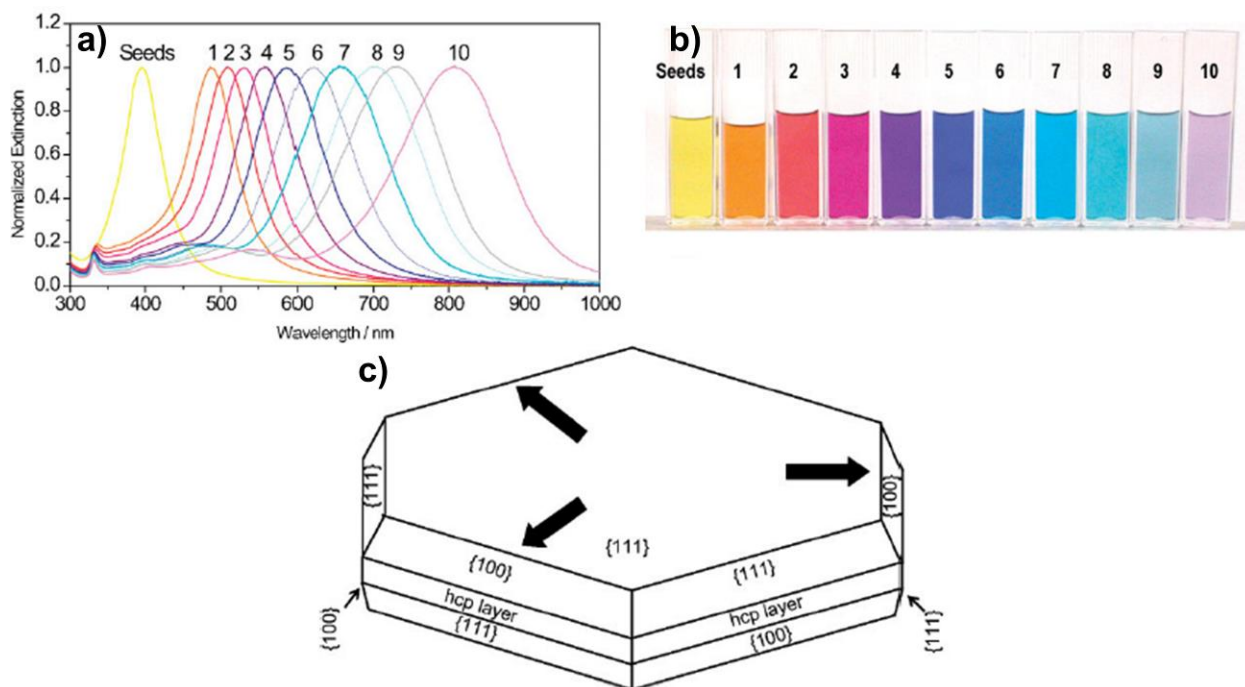 a)
Seeds 1 2 3 4 5 6 7 8 9 10
Normalized Extinction
1.2
1.0
0.8
0.6
0.4
0.2
0.0
300 400 500 600 700 800 900 1000
Wavelength / nm
b)
Seeds 1 2 3 4 5 6 7 8 9 10
c)
{111}
{100}
{111}
{100}
{111}
hcp layer
hcp layer
{100}
{111}
{100}
{111}